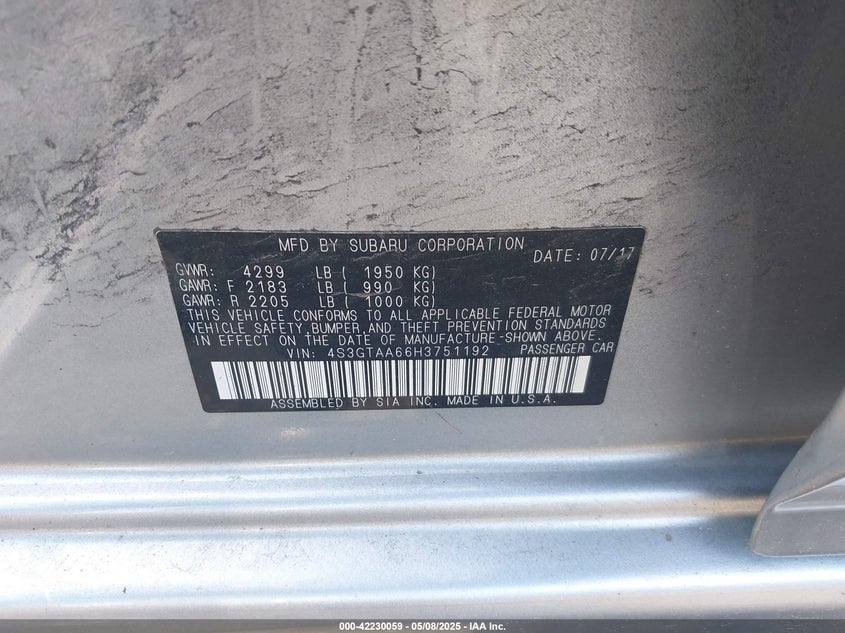 MFD BY SUBARU CORPORATION DATE: 07/17
GVWR: 4299 LB ( 1950 KG)
GAWR: F 2183 LB ( 990 KG)
GAWR: R 2205 LB ( 1000 KG)
THIS VEHICLE CONFORMS TO ALL APPLICABLE FEDERAL MOTOR
VEHICLE SAFETY,BUMPER,AND THEFT PREVENTION STANDARDS
IN EFFECT ON THE DATE OF MANUFACTURE-SHOWN ABOVE.
VIN: 4S3GTAA66H3751192 PASSENGER CAR
ASSEMBLED BY SIA INC. MADE IN U.S.A.
000-42230059 - 05/08/2025 - IAA Inc.